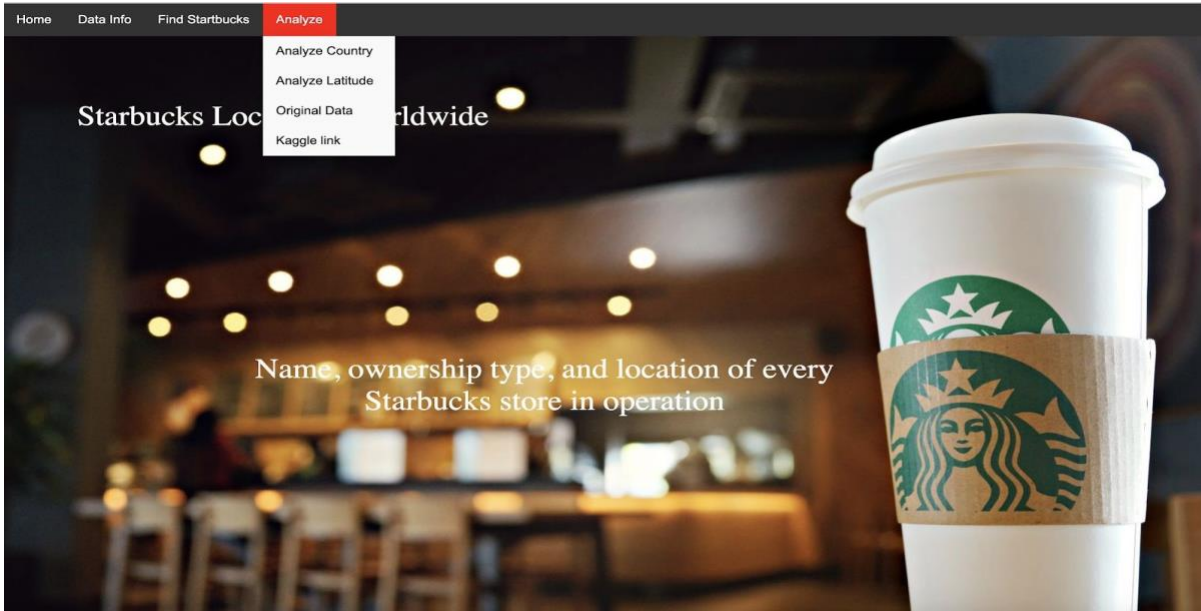 Home Data Info Find Startbucks Analyze
Analyze Country
Analyze Latitude
Original Data
Kaggle link
Starbucks Loc rldwide
Name, ownership type, and location of every
Starbucks store in operation